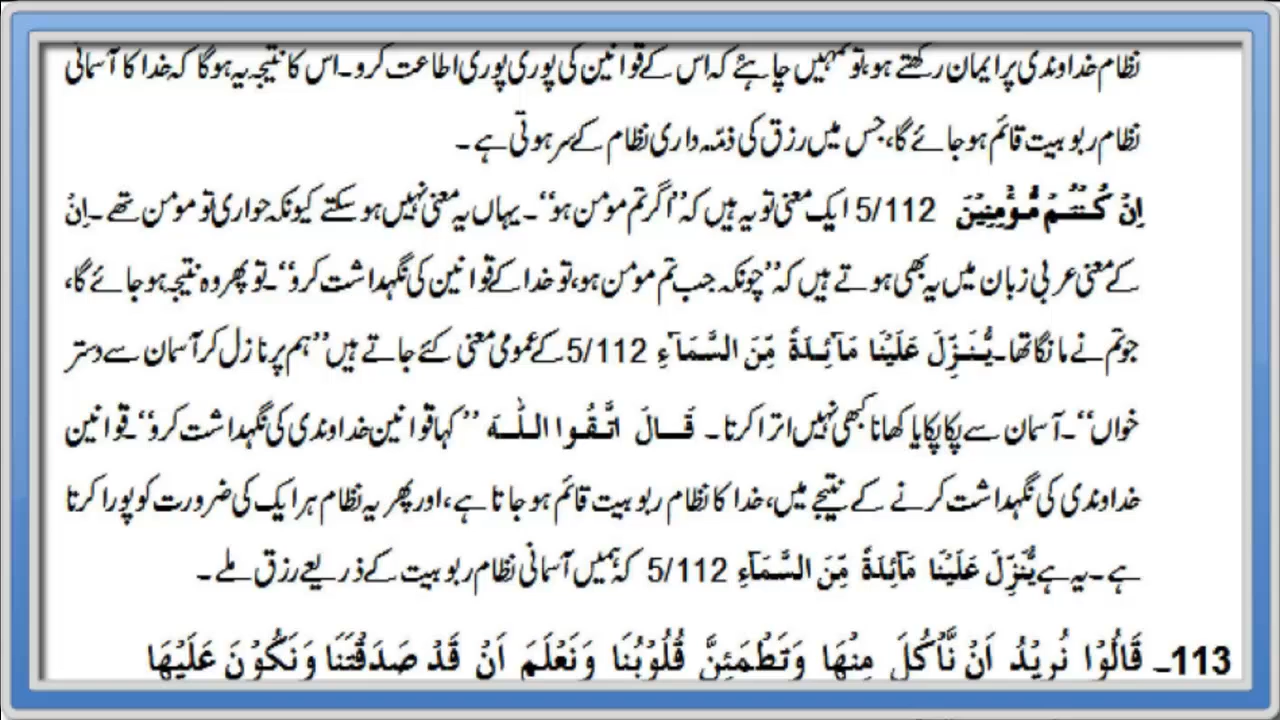 نظام خداوندی پر ایمان رکھتے ہو، تو تمہیں چاہئے کہ اس کے قوانین کی پوری پوری اطاعت کرو۔ اس کا نتیجہ یہ ہوگا کہ خدا کا آسمانی
نظام ربوبیت قائم ہو جائے گا، جس میں رزق کی ذمّہ داری نظام کے سر ہوتی ہے۔
اِنْ كُنْتُمْ مُّؤْمِنِيْنَ 5/112 ایک معنی تو یہ ہیں کہ ’’اگر تم مومن ہو‘‘۔ یہاں یہ معنی نہیں ہو سکتے کیونکہ حواری تو مومن تھے۔ اِنْ
کے معنی عربی زبان میں یہ بھی ہوتے ہیں کہ ’’چونکہ جب تم مومن ہو، تو خدا کے قوانین کی نگہداشت کرو‘‘۔ تو پھر وہ نتیجہ ہو جائے گا،
جو تم نے مانگا تھا۔ يُّنَزِّلَ عَلَيْنَا مَآئِدَةً مِّنَ السَّمَآءِ 5/112 کے عمومی معنی کئے جاتے ہیں ’’ہم پر نازل کر آسمان سے دستر
خواں‘‘۔ آسمان سے پکا پکایا کھانا کبھی نہیں اترا کرتا۔ قَالَ اتَّقُوا اللّٰهَ ’’کہا قوانین خداوندی کی نگہداشت کرو‘‘۔ قوانین
خداوندی کی نگہداشت کرنے کے نتیجے میں، خدا کا نظام ربوبیت قائم ہو جاتا ہے، اور پھر یہ نظام ہر ایک کی ضرورت کو پورا کرتا
ہے۔ یہ ہے يُّنَزِّلَ عَلَيْنَا مَآئِدَةً مِّنَ السَّمَآءِ 5/112 کہ ہمیں آسمانی نظام ربوبیت کے ذریعے رزق ملے۔
113۔ قَالُوْا نُرِيْدُ اَنْ نَّاْكُلَ مِنْهَا وَتَطْمَئِنَّ قُلُوْبُنَا وَنَعْلَمَ اَنْ قَدْ صَدَقْتَنَا وَنَكُوْنَ عَلَيْهَا